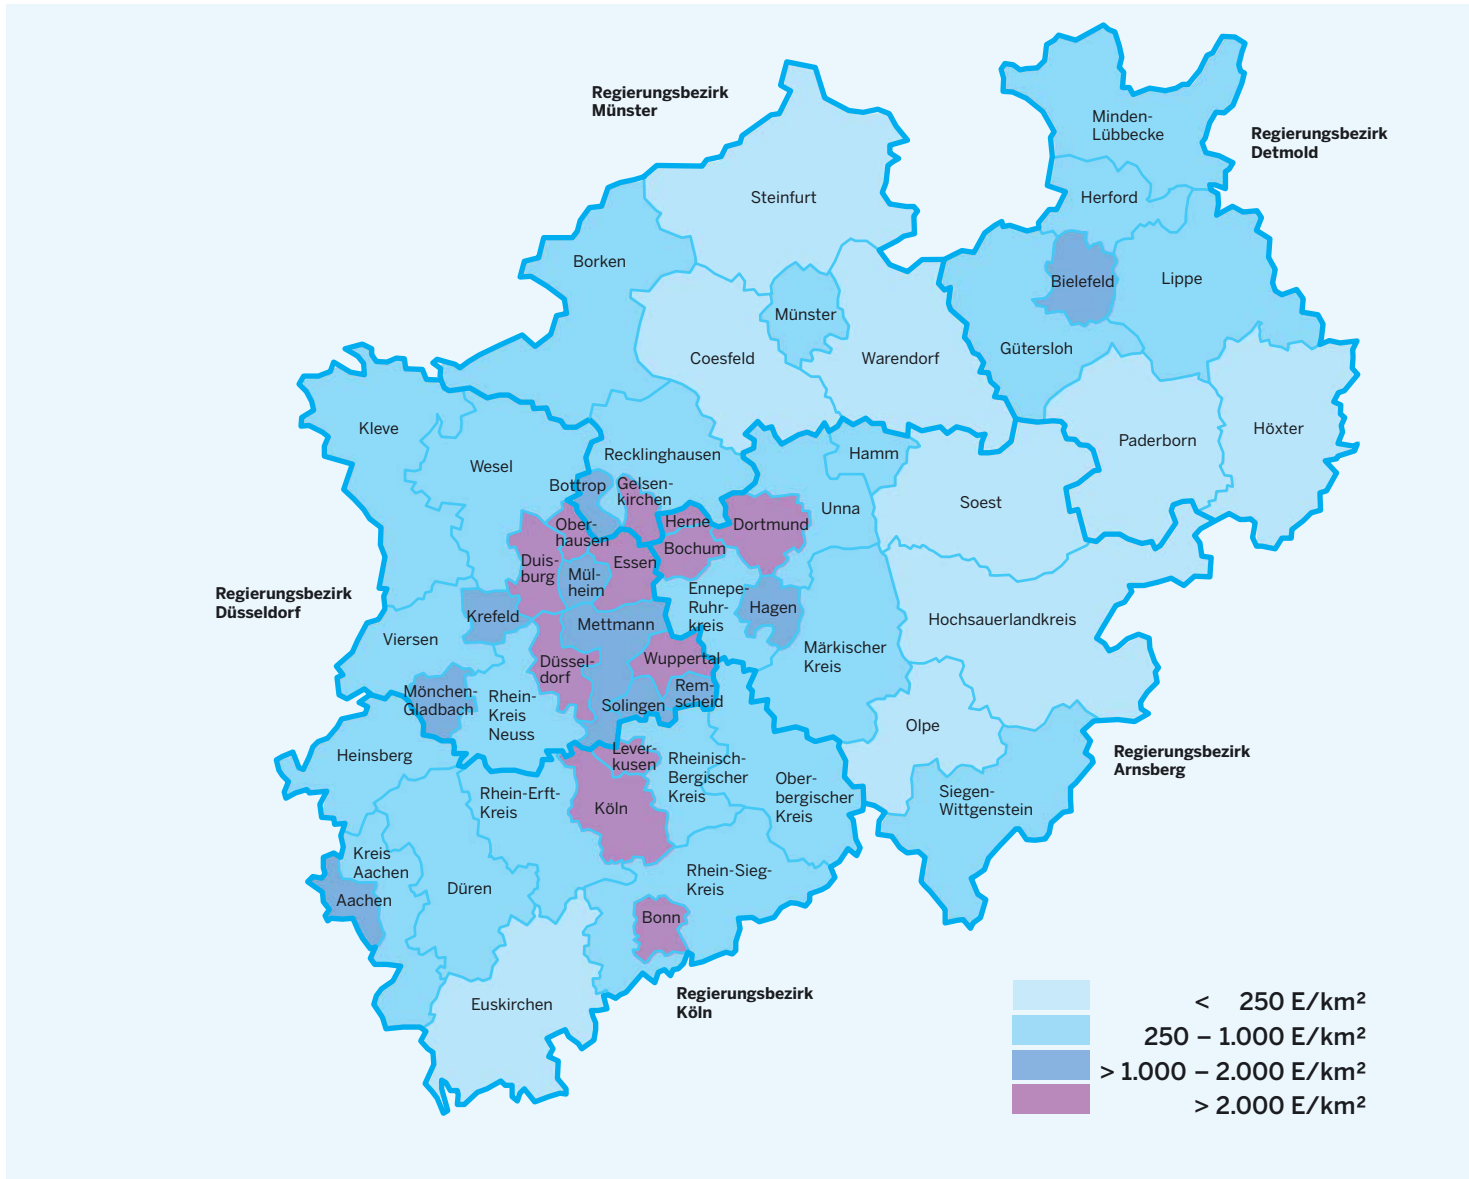 Regierungsbezirk
Münster
Minden-
Lübbecke
Regierungsbezirk
Detmold
Steinfurt
Herford
Borken
Bielefeld
Lippe
Münster
Coesfeld
Warendorf
Gütersloh
Kleve
Wesel
Recklinghausen
Hamm
Paderborn
Höxter
Bottrop
Gelsen-
kirchen
Unna
Soest
Ober-
hausen
Herne
Dortmund
Bochum
Essen
Duis-
burg
Mül-
heim
Regierungsbezirk
Düsseldorf
Ennepe-
Ruhr-
kreis
Hagen
Krefeld
Mettmann
Hochsauerlandkreis
Viersen
Märkischer
Kreis
Düssel-
dorf
Wuppertal
Mönchen-
Gladbach
Rhein-
Kreis
Neuss
Solingen
Rem-
scheid
Olpe
Heinsberg
Lever-
kusen
Rheinisch-
Bergischer
Kreis
Regierungsbezirk
Arnsberg
Rhein-Erft-
Kreis
Köln
Ober-
bergischer
Kreis
Siegen-
Wittgenstein
Kreis
Aachen
Aachen
Düren
Rhein-Sieg-
Kreis
Bonn
Euskirchen
Regierungsbezirk
Köln
< 250 E/km²
250 – 1.000 E/km²
> 1.000 – 2.000 E/km²
> 2.000 E/km²